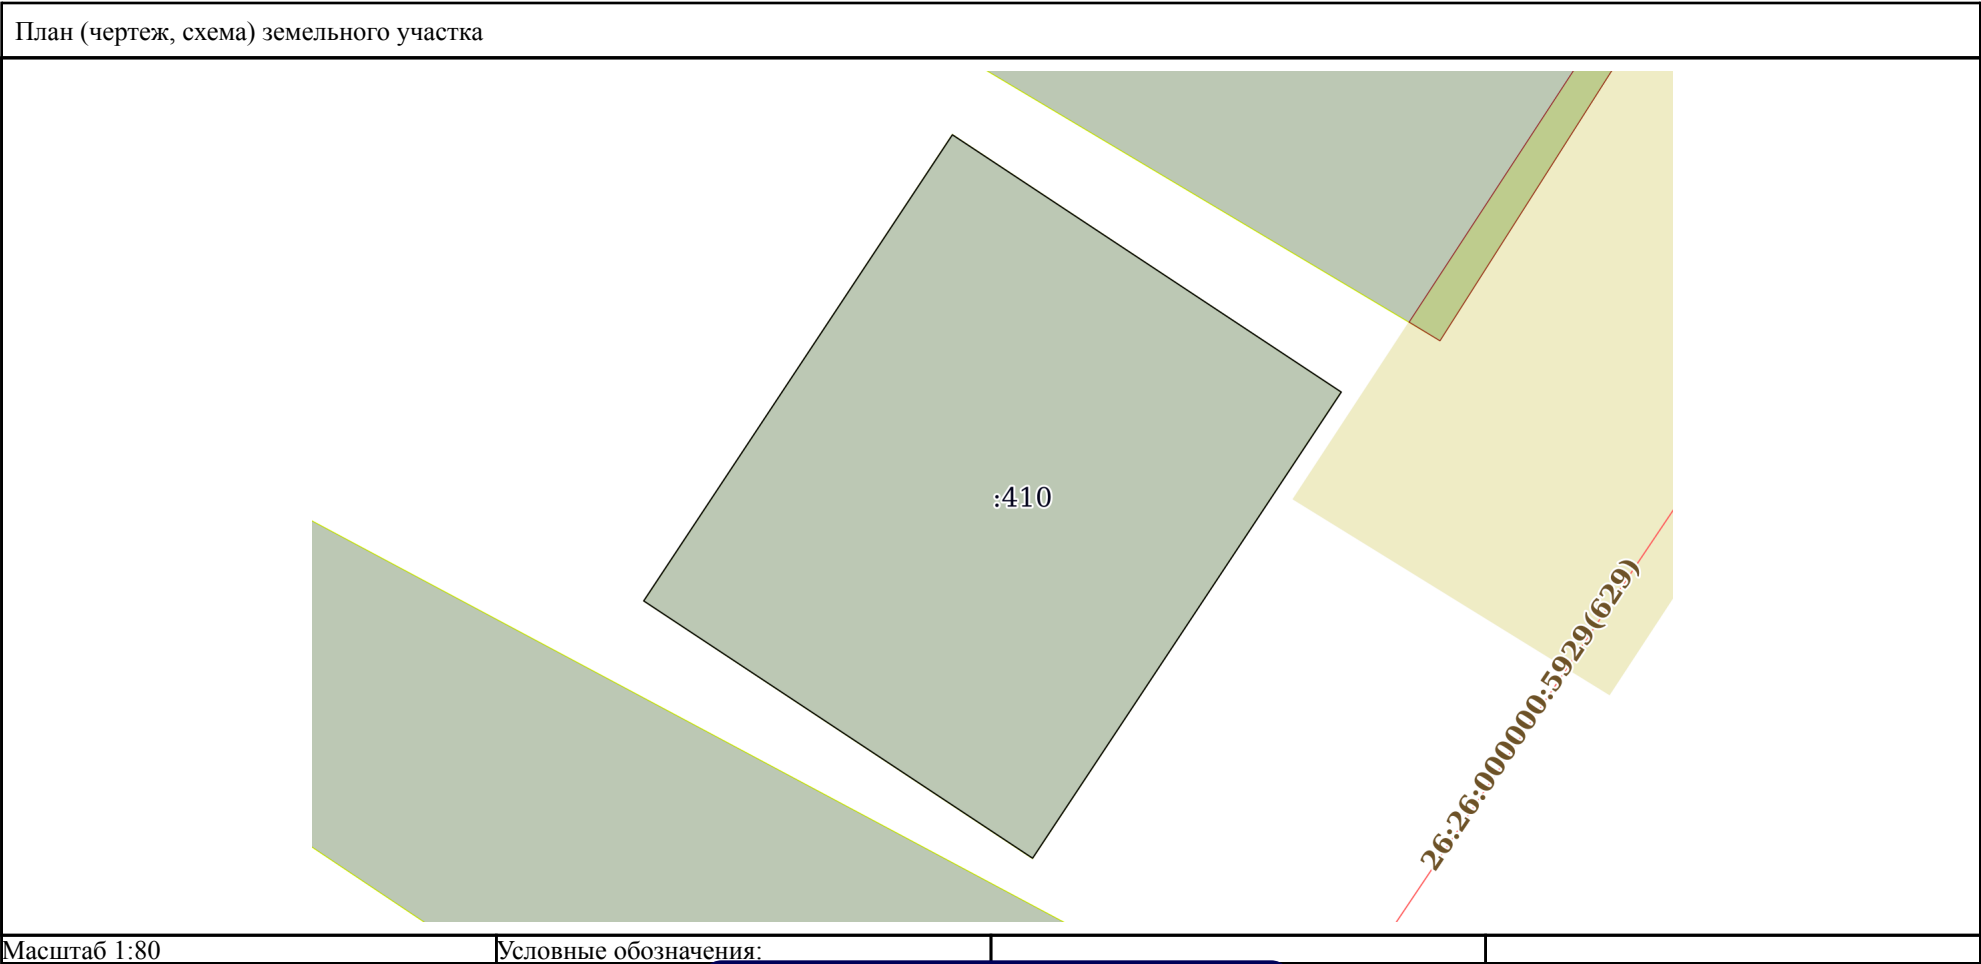 План (чертеж, схема) земельного участка
:410
26:26:000000:5929(629)
Масштаб 1:80
Условные обозначения: